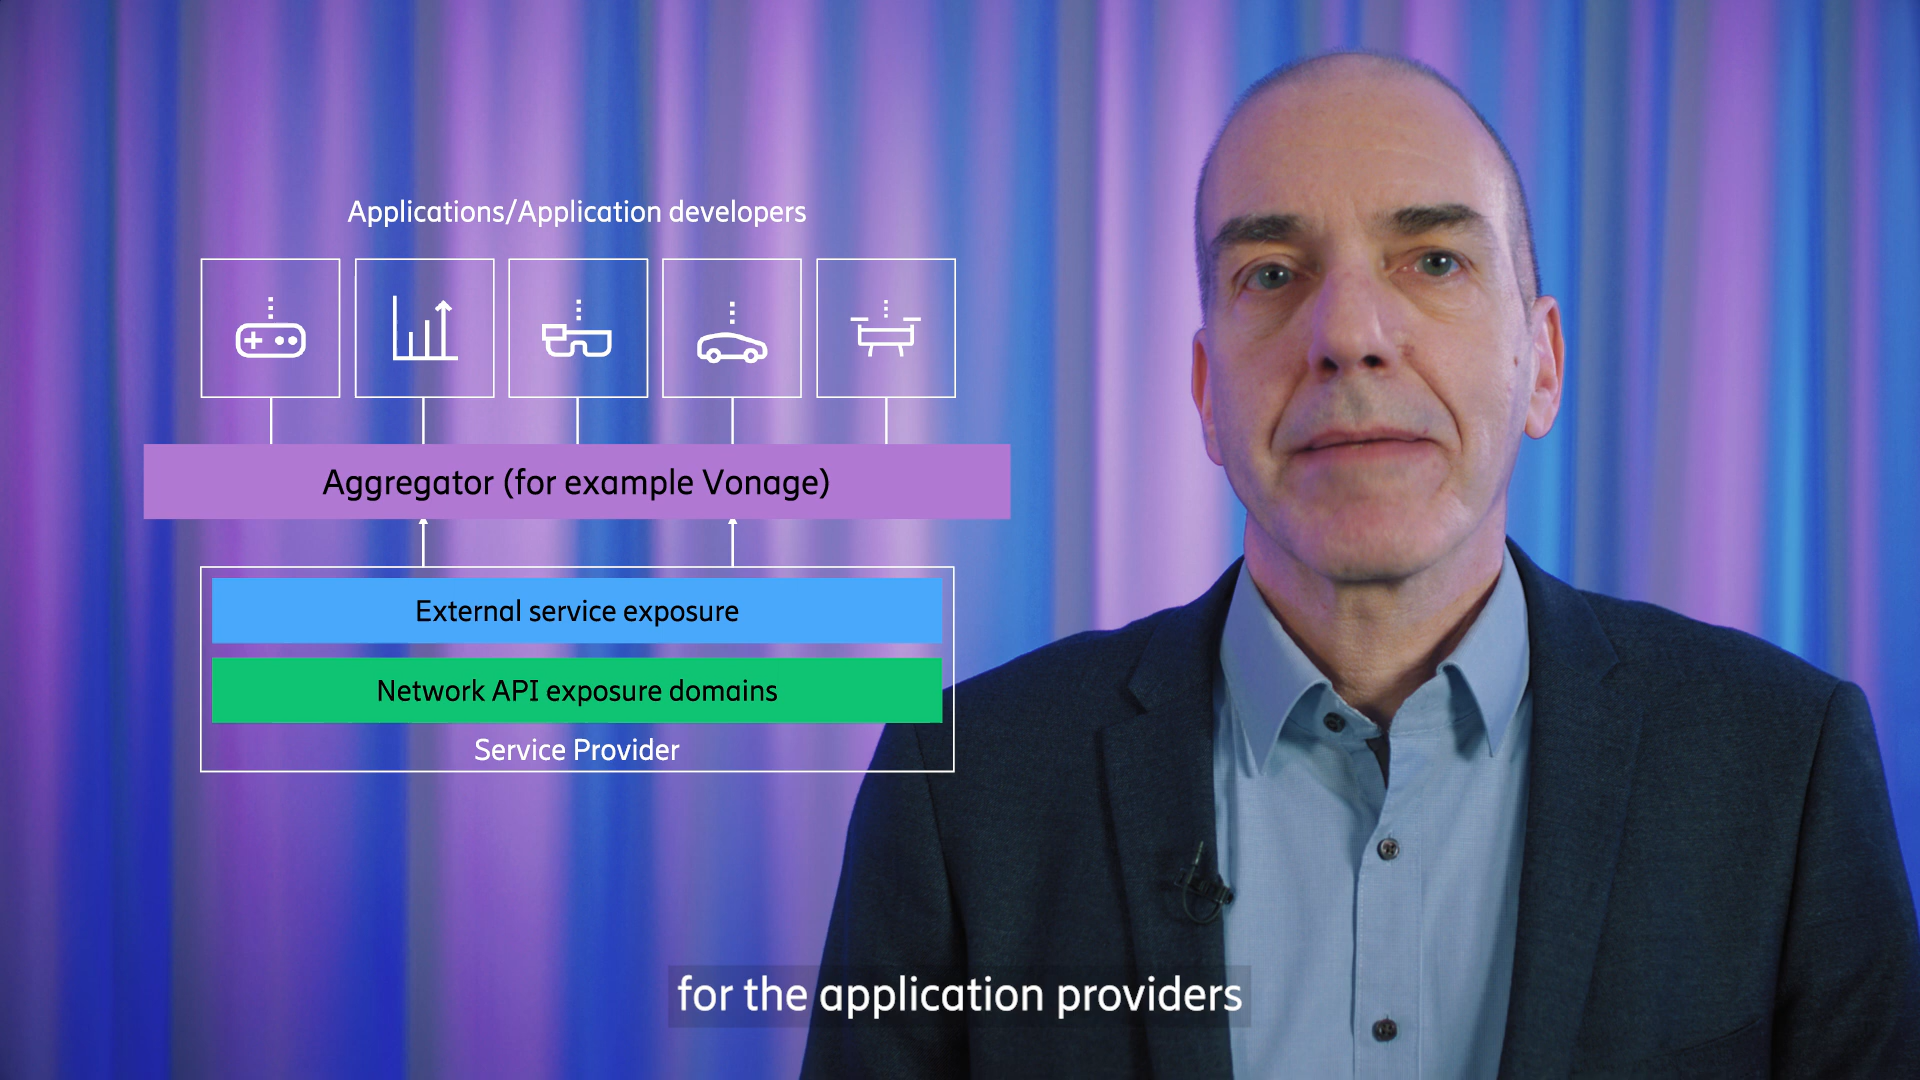 Applications/Application developers
Aggregator (for example Vonage)
External service exposure
Network API exposure domains
Service Provider
for the application providers